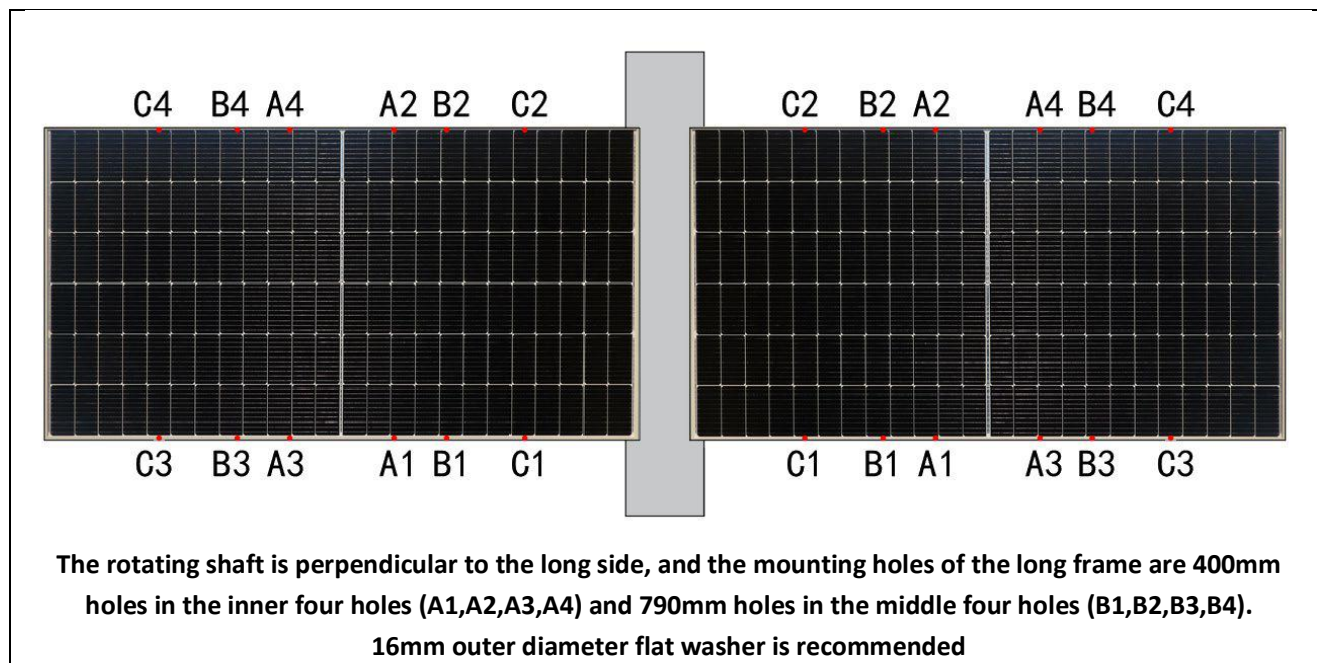 C4 B4 A4 A2 B2 C2 C2 B2 A2 A4 B4 C4
C3 B3 A3 A1 B1 C1 C1 B1 A1 A3 B3 C3
The rotating shaft is perpendicular to the long side, and the mounting holes of the long frame are 400mm
holes in the inner four holes (A1,A2,A3,A4) and 790mm holes in the middle four holes (B1,B2,B3,B4).
16mm outer diameter flat washer is recommended